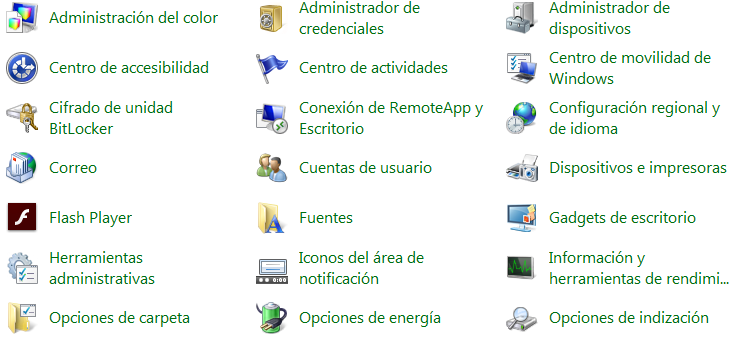 Administración del color
Administrador de
credenciales
Administrador de
dispositivos
Centro de accesibilidad
Centro de actividades
Centro de movilidad de
Windows
Cifrado de unidad
BitLocker
Conexión de RemoteApp y
Escritorio
Configuración regional y
de idioma
Correo
Cuentas de usuario
Dispositivos e impresoras
Flash Player
Fuentes
Gadgets de escritorio
Herramientas
administrativas
Iconos del área de
notificación
Información y
herramientas de rendimi...
Opciones de carpeta
Opciones de energía
Opciones de indización